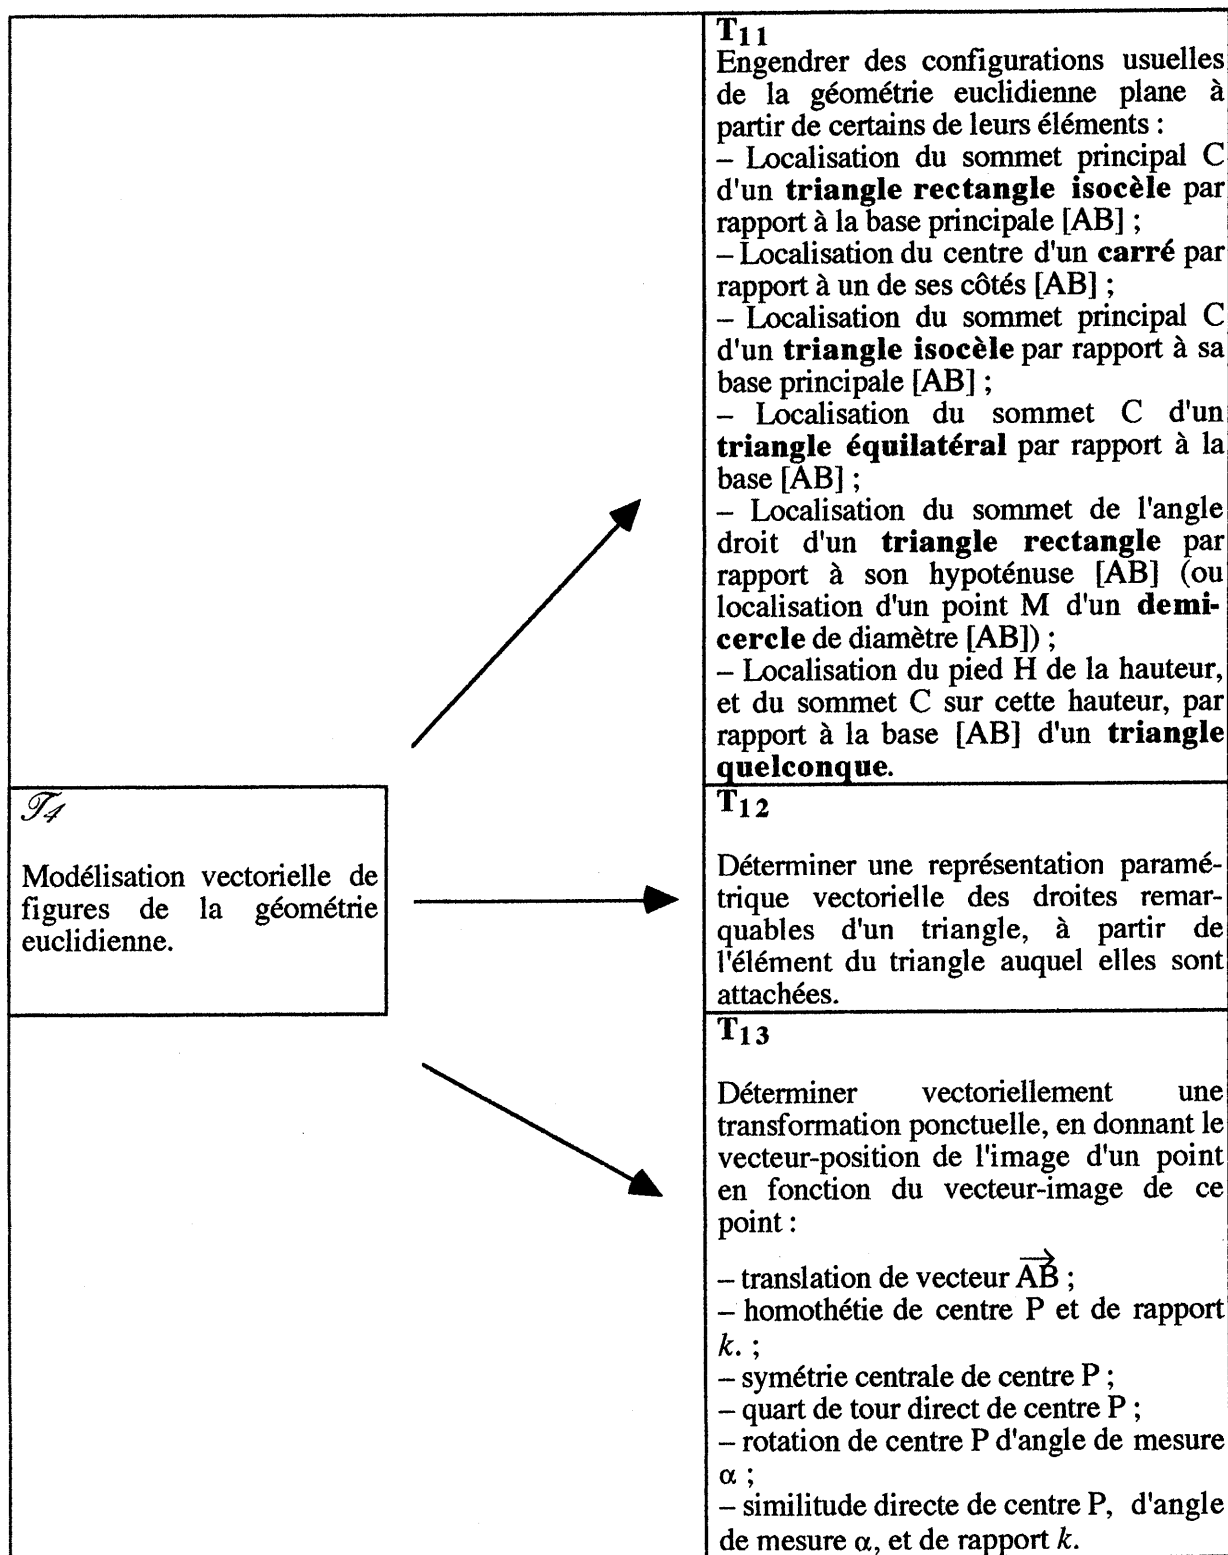 T11
Engendrer des configurations usuelles
de la géométrie euclidienne plane à
partir de certains de leurs éléments :
– Localisation du sommet principal C
d'un triangle rectangle isocèle par
rapport à la base principale [AB] ;
– Localisation du centre d'un carré par
rapport à un de ses côtés [AB] ;
– Localisation du sommet principal C
d'un triangle isocèle par rapport à sa
base principale [AB] ;
– Localisation du sommet C d'un
triangle équilatéral par rapport à la
base [AB] ;
– Localisation du sommet de l'angle
droit d'un triangle rectangle par
rapport à son hypoténuse [AB] (ou
localisation d'un point M d'un demi-
cercle de diamètre [AB]) ;
– Localisation du pied H de la hauteur,
et du sommet C sur cette hauteur, par
rapport à la base [AB] d'un triangle
quelconque.
𝒯4
Modélisation vectorielle de
figures de la géométrie
euclidienne.
T12
Déterminer une représentation paramé-
trique vectorielle des droites remar-
quables d'un triangle, à partir de
l'élément du triangle auquel elles sont
attachées.
T13
Déterminer vectoriellement une
transformation ponctuelle, en donnant le
vecteur-position de l'image d'un point
en fonction du vecteur-image de ce
point :
– translation de vecteur AB ;
– homothétie de centre P et de rapport
k. ;
– symétrie centrale de centre P ;
– quart de tour direct de centre P ;
– rotation de centre P d'angle de mesure
α ;
– similitude directe de centre P, d'angle
de mesure α, et de rapport k.